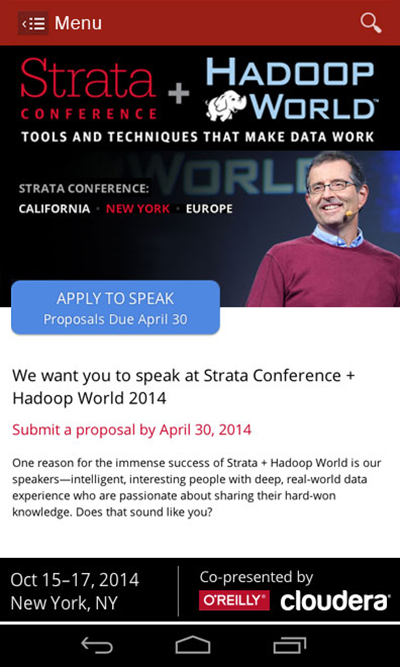 Menu
Strata
CONFERENCE
+
HADOOP
WORLD™
TOOLS AND TECHNIQUES THAT MAKE DATA WORK
WORLD
STRATA CONFERENCE:
CALIFORNIA • NEW YORK • EUROPE
APPLY TO SPEAK
Proposals Due April 30
We want you to speak at Strata Conference +
Hadoop World 2014
Submit a proposal by April 30, 2014
One reason for the immense success of Strata + Hadoop World is our
speakers—intelligent, interesting people with deep, real-world data
experience who are passionate about sharing their hard-won
knowledge. Does that sound like you?
Oct 15–17, 2014
New York, NY
Co-presented by
O'REILLY® cloudera®